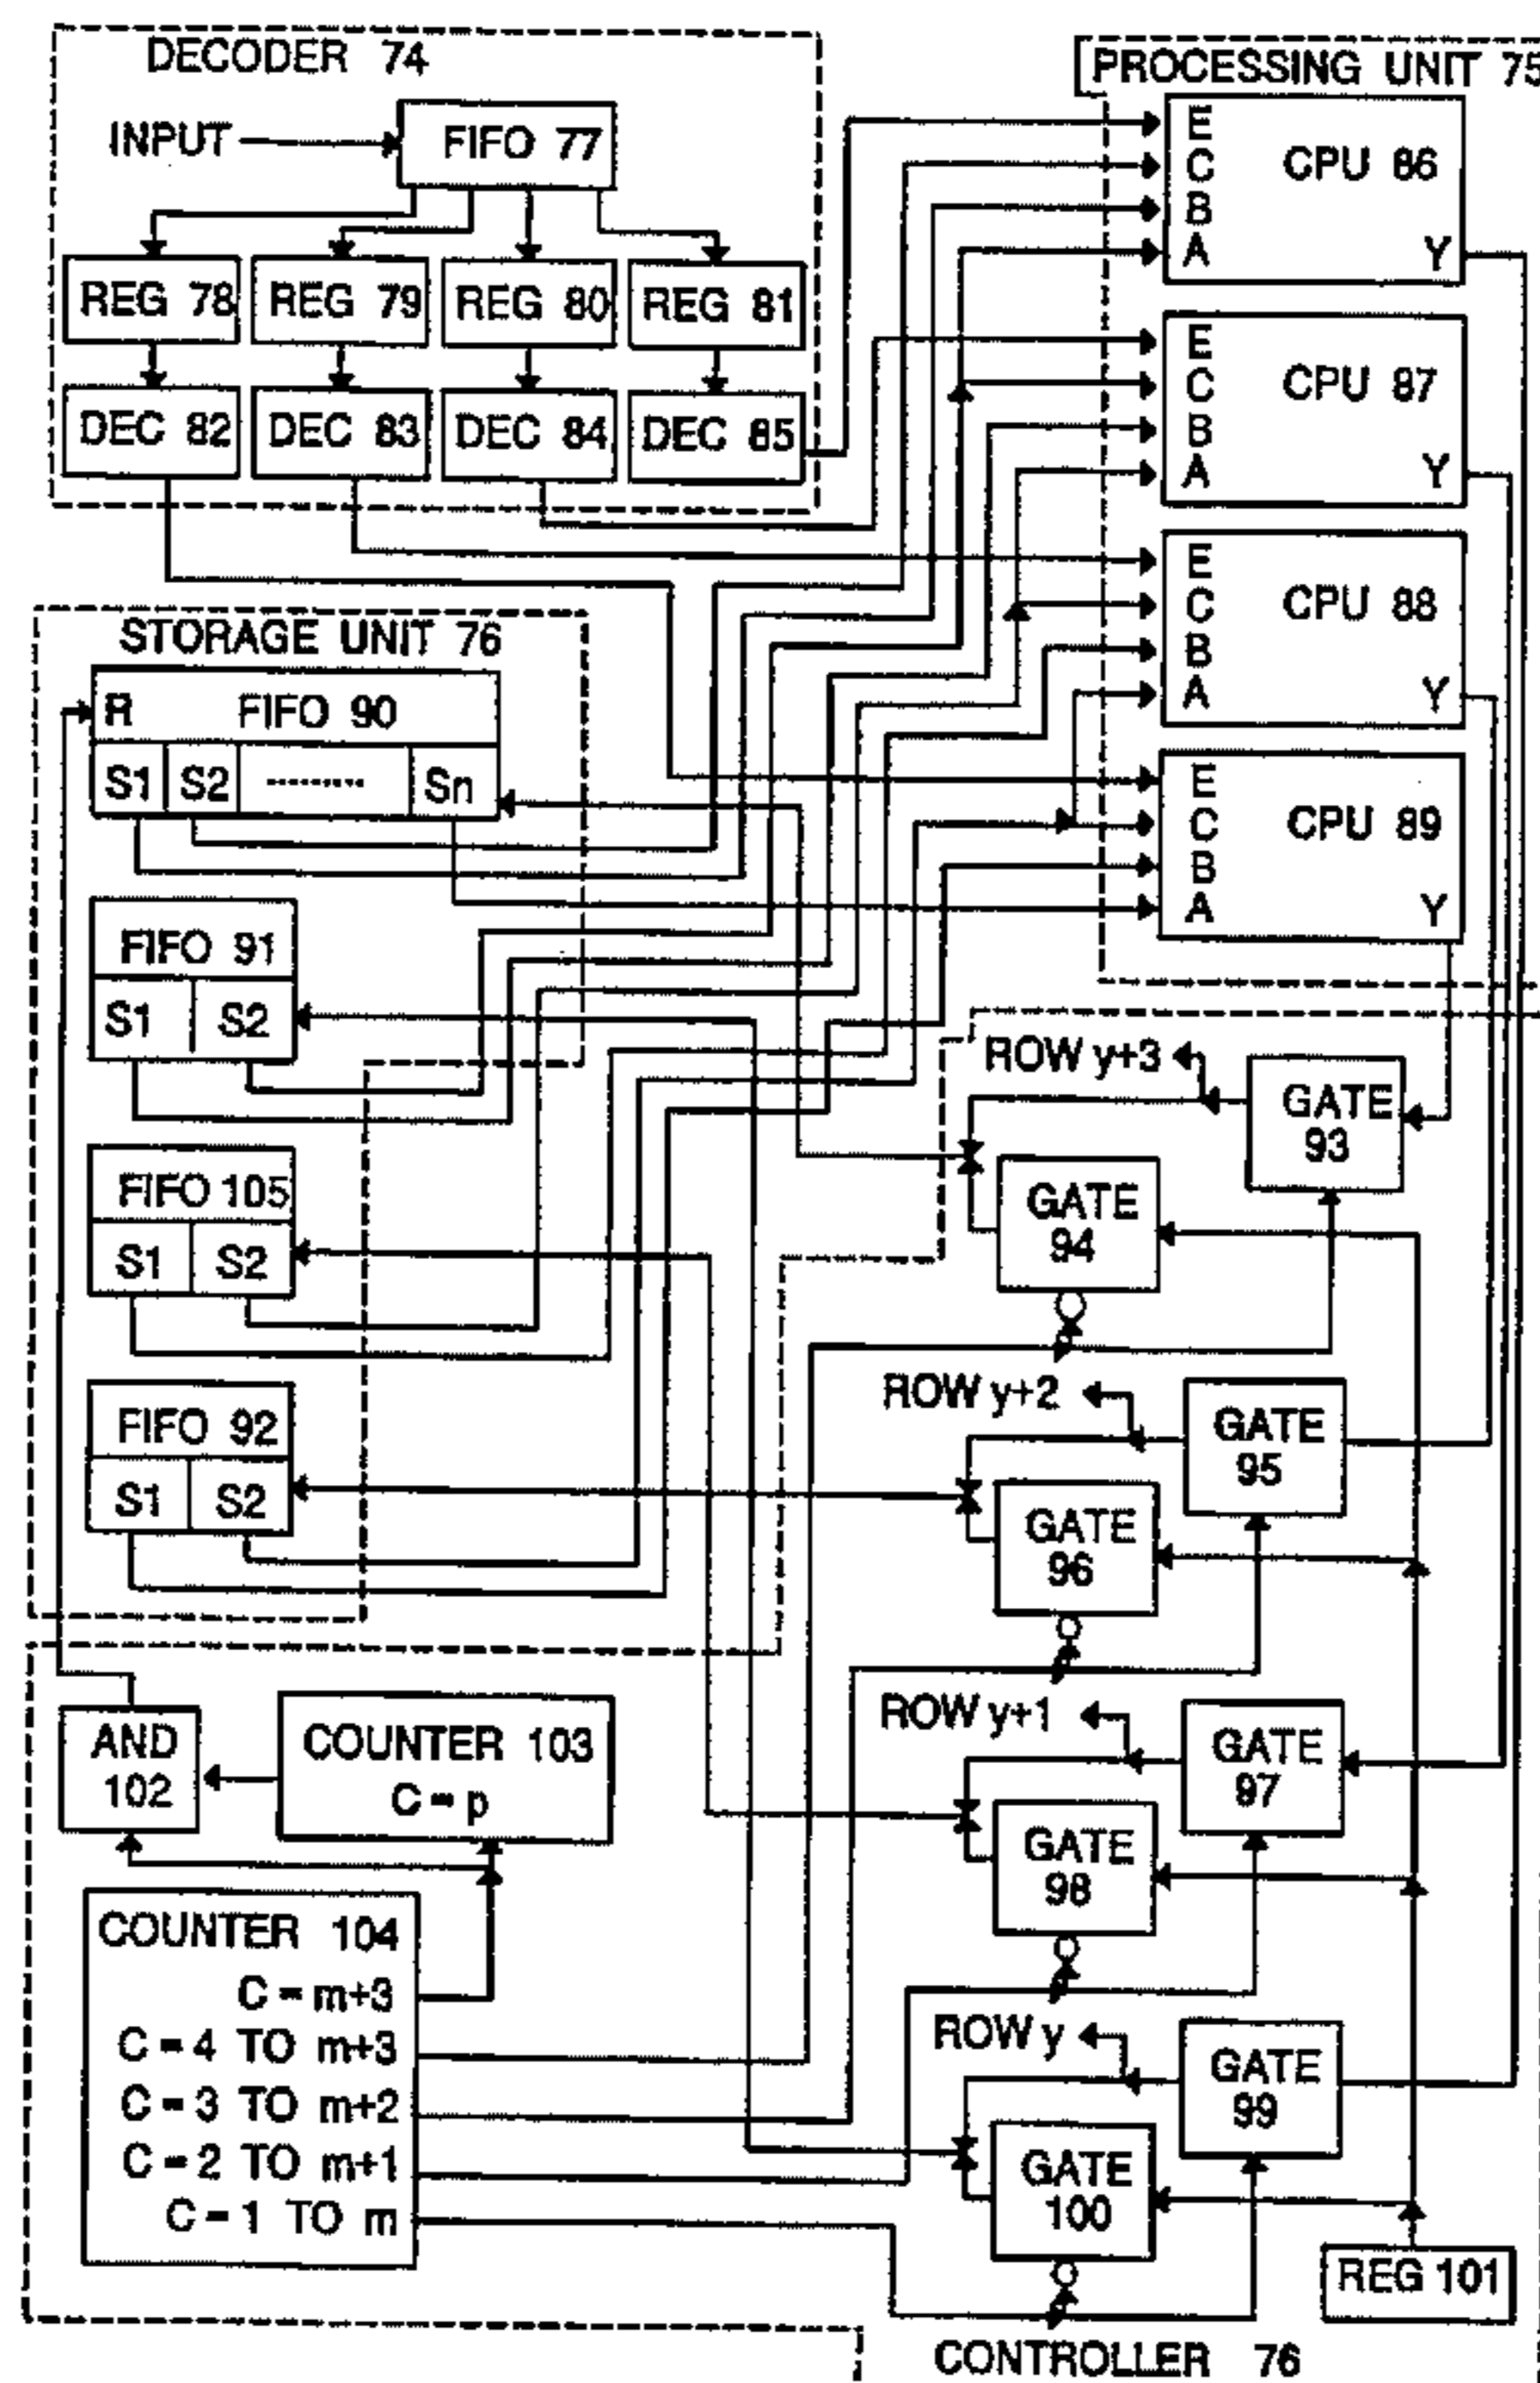 DECODER 74
INPUT
FIFO 77
REG 78
REG 79
REG 80
REG 81
DEC 82
DEC 83
DEC 84
DEC 85
PROCESSING UNIT 75
E
C
B
A
CPU 86
Y
E
C
B
A
CPU 87
Y
E
C
B
A
CPU 88
Y
E
C
B
A
CPU 89
Y
STORAGE UNIT 76
R
FIFO 90
S1
S2
---------
Sn
FIFO 91
S1
S2
FIFO 105
S1
S2
FIFO 92
S1
S2
ROW y+3
GATE
93
GATE
94
ROW y+2
GATE
95
GATE
96
ROW y+1
GATE
97
GATE
98
ROW y
GATE
99
GATE
100
REG 101
AND
102
COUNTER 103
C = p
COUNTER 104
C = m+3
C = 4 TO m+3
C = 3 TO m+2
C = 2 TO m+1
C = 1 TO m
CONTROLLER 76